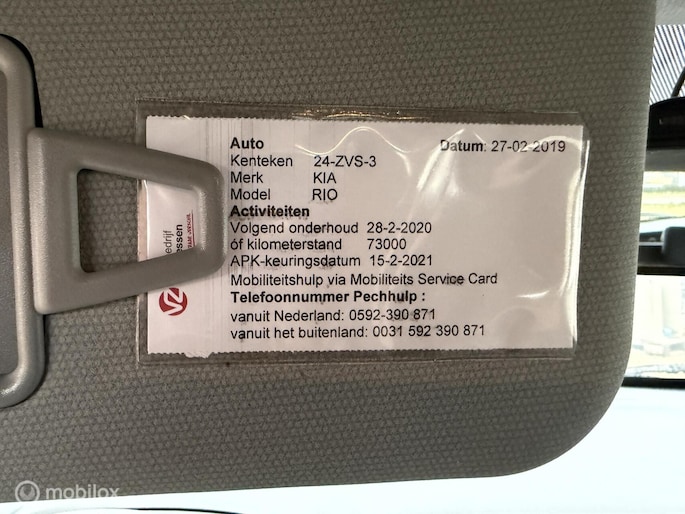 Auto Datum: 27-02-2019
Kenteken 24-ZVS-3
Merk KIA
Model RIO
Activiteiten
Volgend onderhoud 28-2-2020
óf kilometerstand 73000
APK-keuringsdatum 15-2-2021
Mobiliteitshulp via Mobiliteits Service Card
Telefoonnummer Pechhulp :
vanuit Nederland: 0592-390 871
vanuit het buitenland: 0031 592 390 871
mobilox